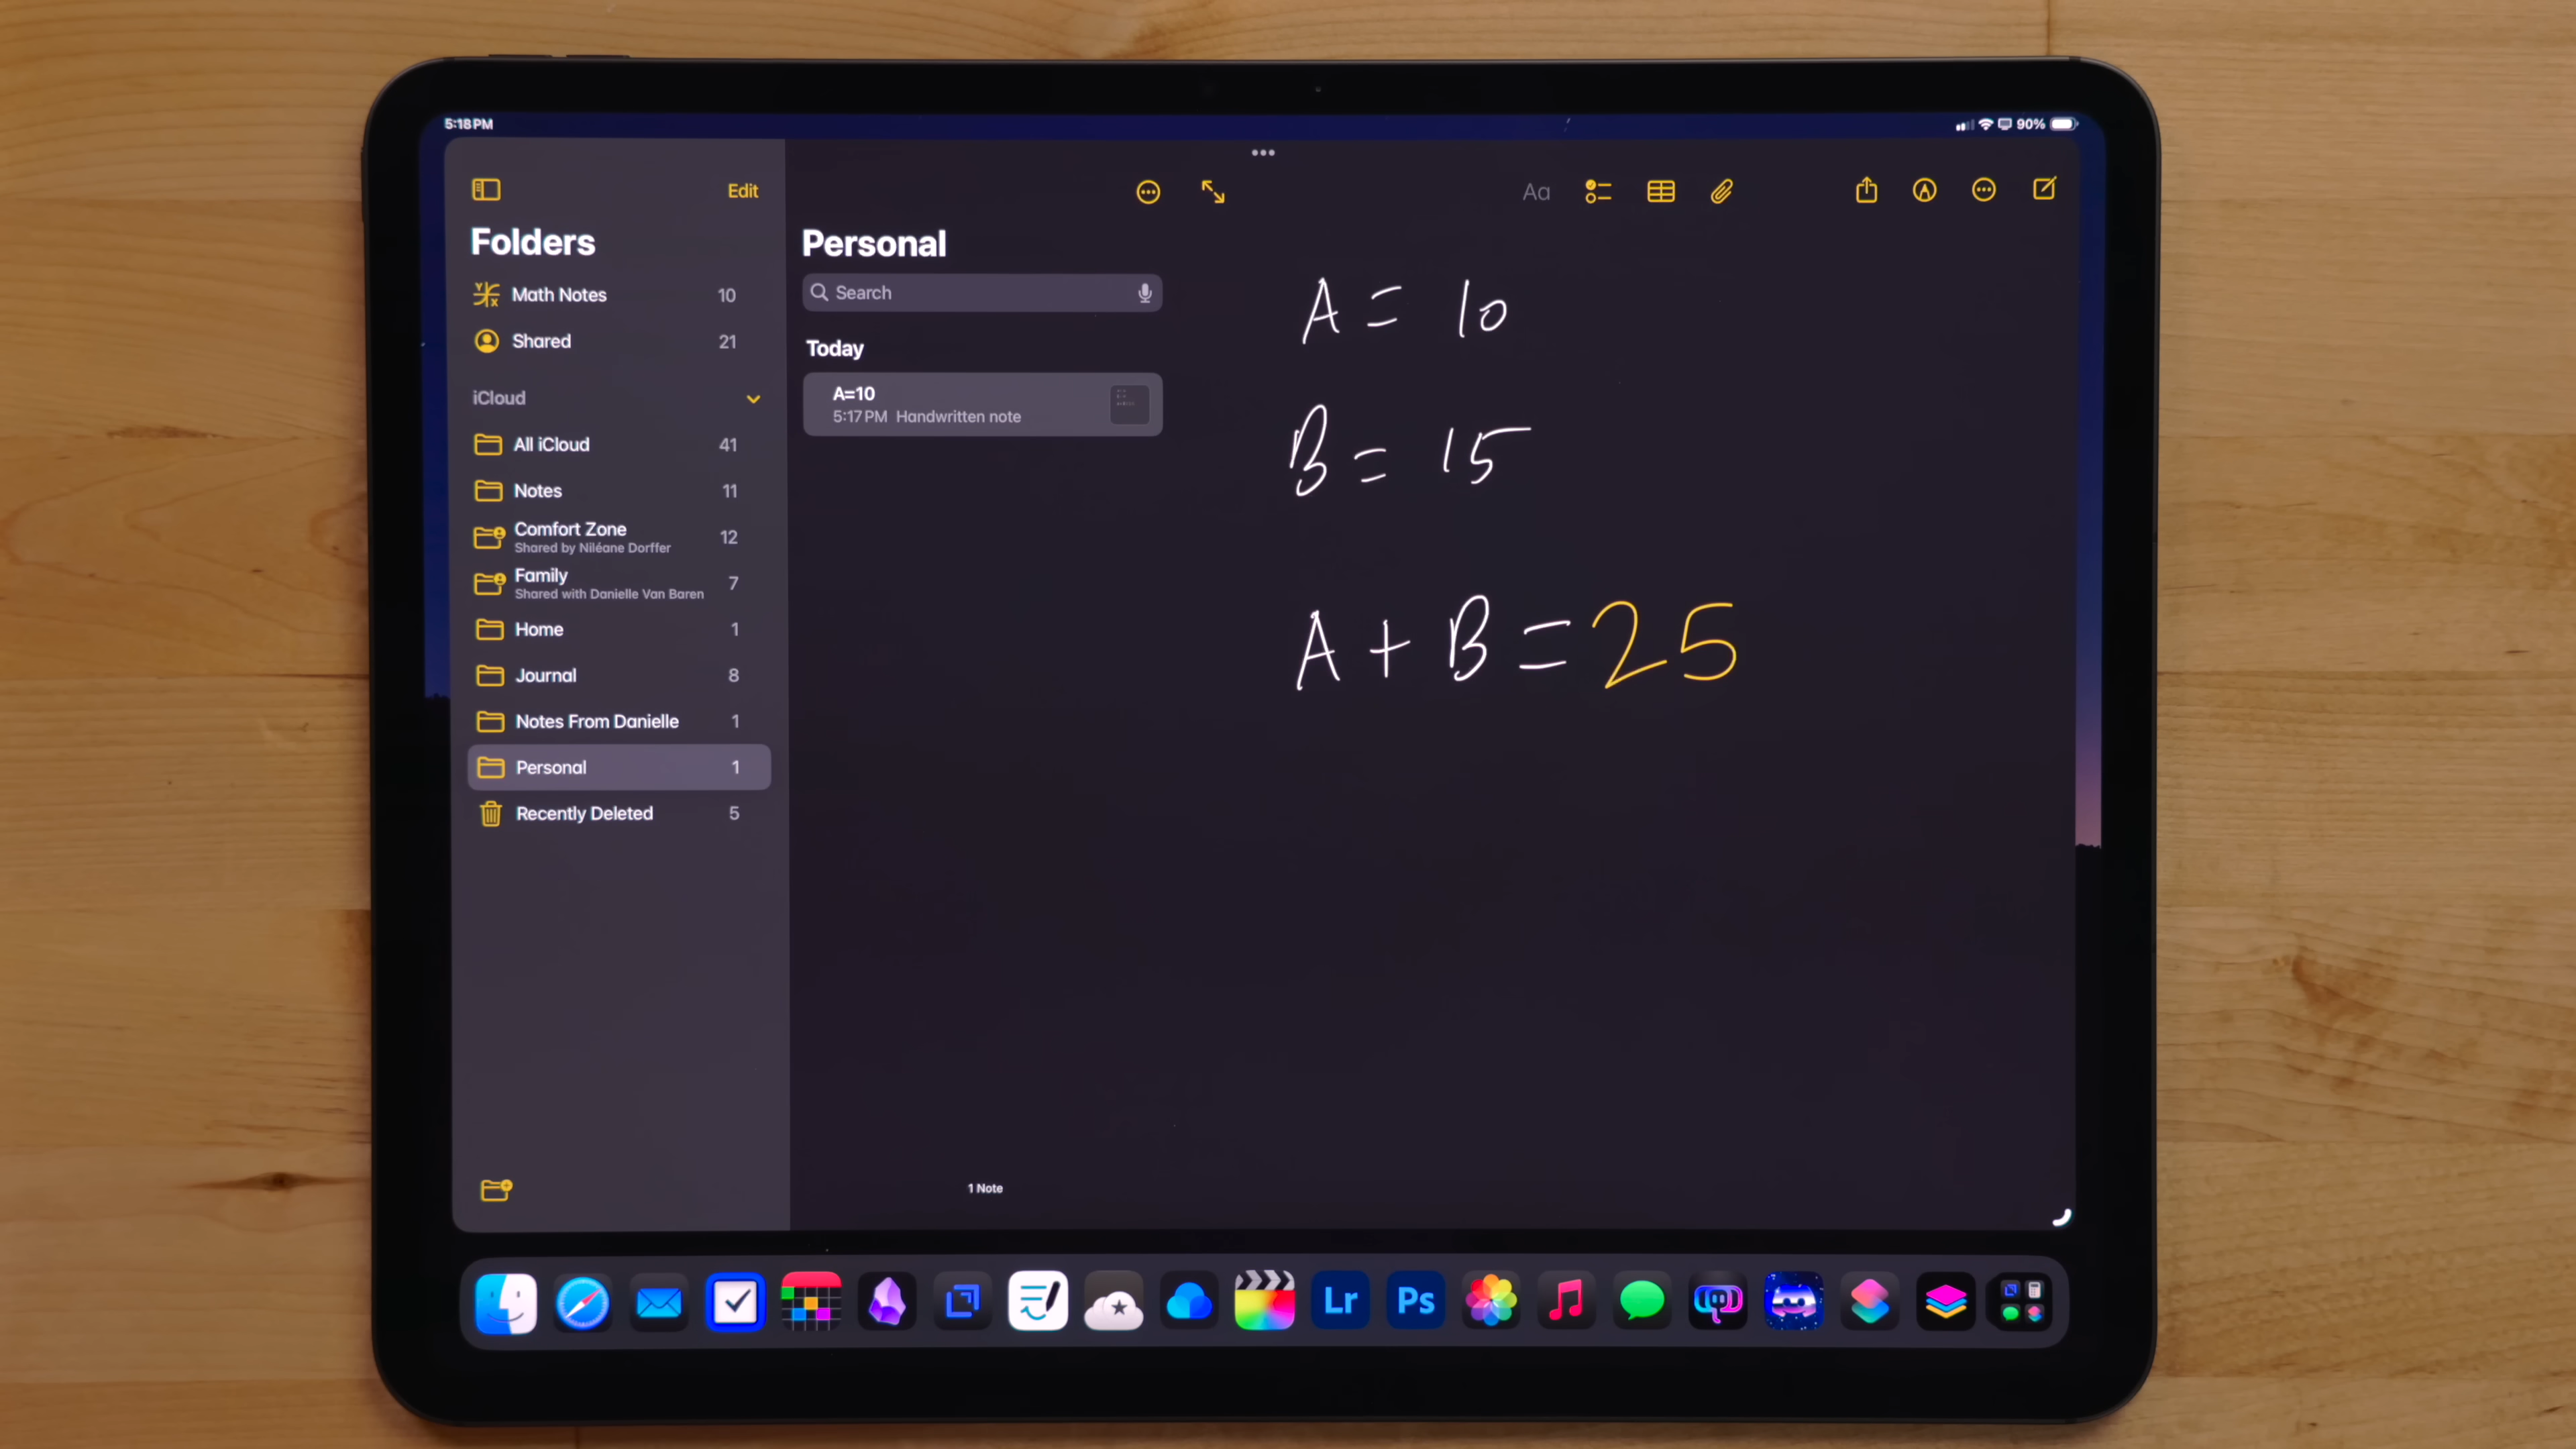 5:18 PM
90%
Edit
Folders
Math Notes 10
Shared 21
iCloud
All iCloud 41
Notes 11
Comfort Zone 12
Shared by Niléane Dorffer
Family 7
Shared with Danielle Van Baren
Home 1
Journal 8
Notes From Danielle 1
Personal 1
Recently Deleted 5
Personal
Search
Today
A=10
5:17 PM Handwritten note
1 Note
Aa
A = 10
B = 15
A + B = 25
Lr
Ps